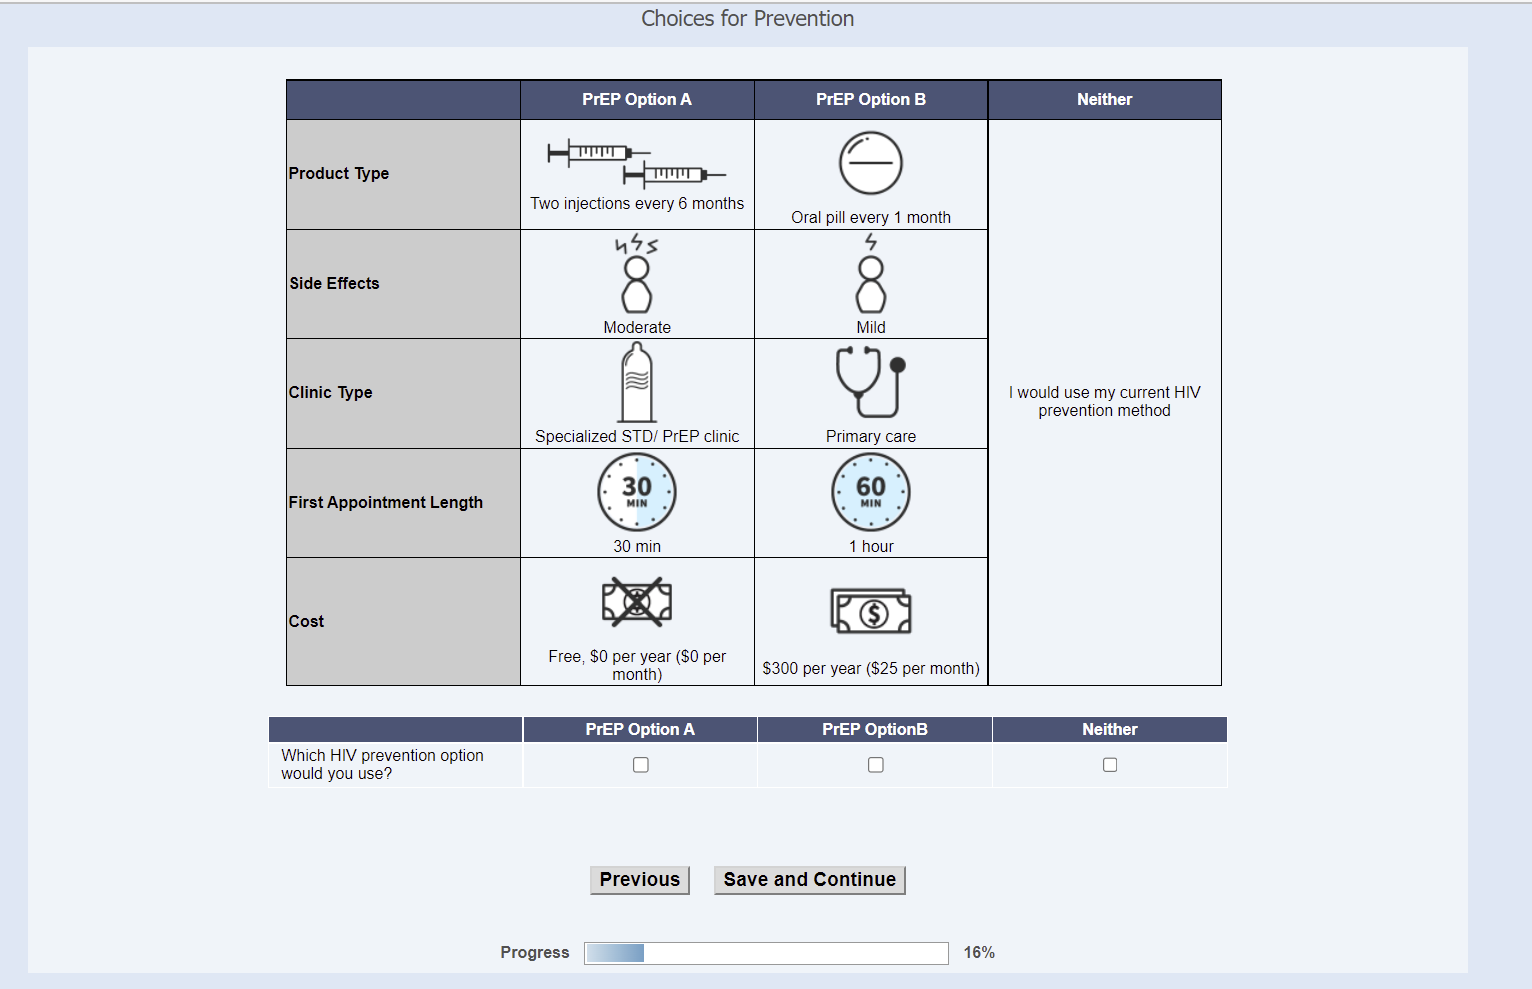 Choices for Prevention
PrEP Option A
PrEP Option B
Neither
Product Type
Two injections every 6 months
Oral pill every 1 month
Side Effects
Moderate
Mild
I would use my current HIV
prevention method
Clinic Type
Specialized STD/ PrEP clinic
Primary care
First Appointment Length
30
MIN
30 min
60
MIN
1 hour
Cost
Free, $0 per year ($0 per
month)
$
$300 per year ($25 per month)
PrEP Option A
PrEP OptionB
Neither
Which HIV prevention option
would you use?
Previous
Save and Continue
Progress
16%